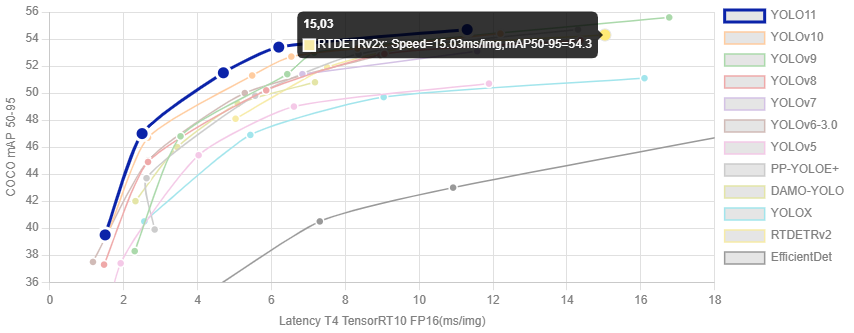 15,03
RTDETRv2x: Speed=15.03ms/img,mAP50-95=54.3
COCO mAP 50-95
56
54
52
50
48
46
44
42
40
38
36
0
2
4
6
8
10
12
14
16
18
Latency T4 TensorRT10 FP16(ms/img)
YOLO11
YOLOv10
YOLOv9
YOLOv8
YOLOv7
YOLOv6-3.0
YOLOv5
PP-YOLOE+
DAMO-YOLO
YOLOX
RTDETRv2
EfficientDet